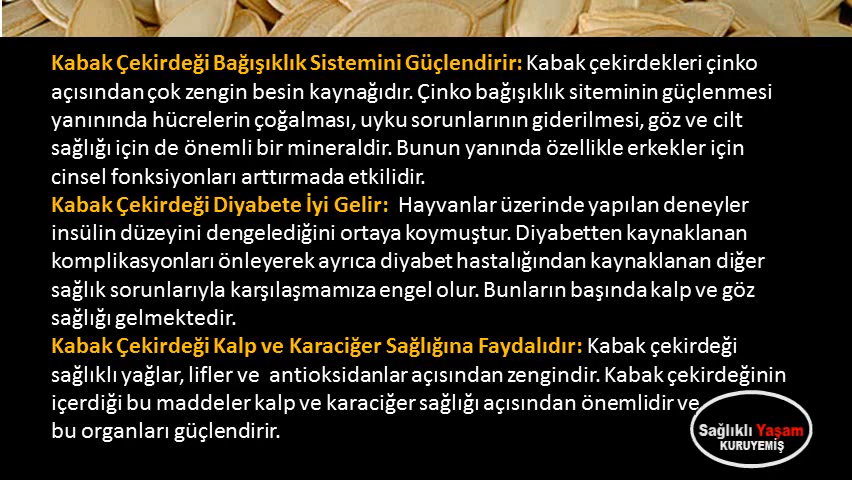 Kabak Çekirdeği Bağışıklık Sistemini Güçlendirir: Kabak çekirdekleri çinko
açısından çok zengin besin kaynağıdır. Çinko bağışıklık siteminin güçlenmesi
yanınında hücrelerin çoğalması, uyku sorunlarının giderilmesi, göz ve cilt
sağlığı için de önemli bir mineraldir. Bunun yanında özellikle erkekler için
cinsel fonksiyonları arttırmada etkilidir.
Kabak Çekirdeği Diyabete İyi Gelir: Hayvanlar üzerinde yapılan deneyler
insülin düzeyini dengelediğini ortaya koymuştur. Diyabetten kaynaklanan
komplikasyonları önleyerek ayrıca diyabet hastalığından kaynaklanan diğer
sağlık sorunlarıyla karşılaşmamıza engel olur. Bunların başında kalp ve göz
sağlığı gelmektedir.
Kabak Çekirdeği Kalp ve Karaciğer Sağlığına Faydalıdır: Kabak çekirdeği
sağlıklı yağlar, lifler ve antioksidanlar açısından zengindir. Kabak çekirdeğinin
içerdiği bu maddeler kalp ve karaciğer sağlığı açısından önemlidir ve
bu organları güçlendirir.
Sağlıklı Yaşam
KURUYEMİŞ